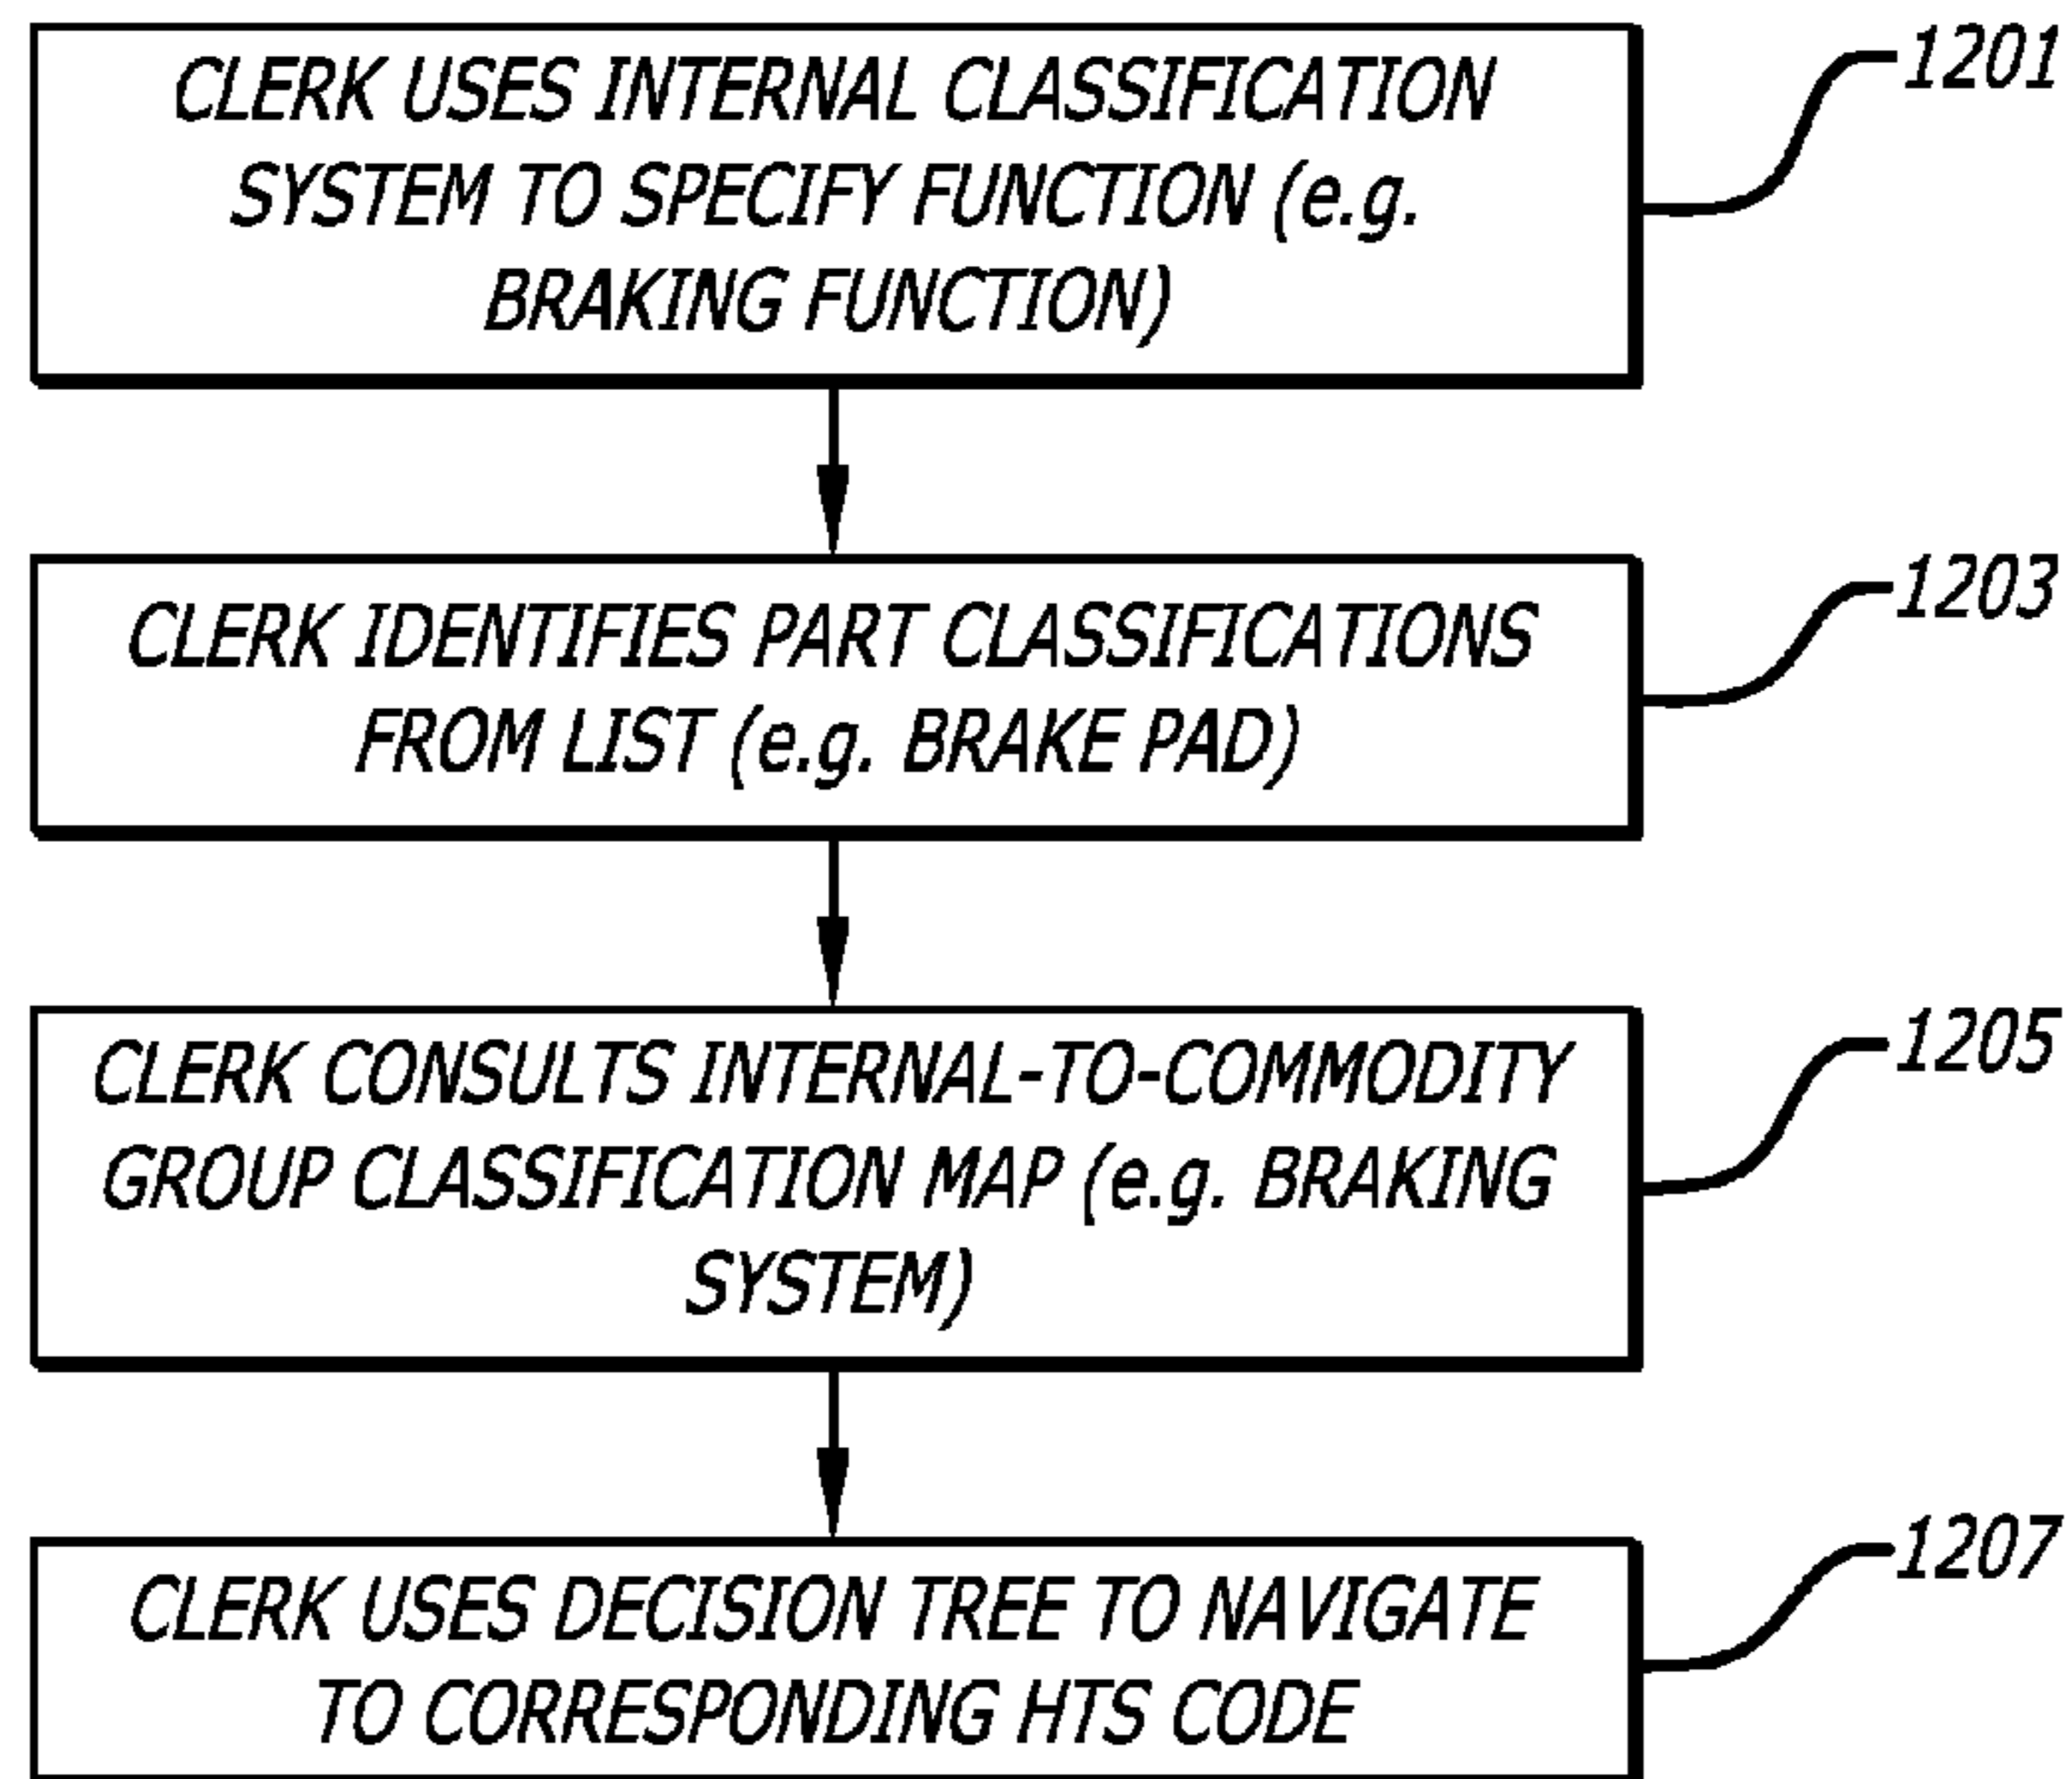 CLERK USES INTERNAL CLASSIFICATION
SYSTEM TO SPECIFY FUNCTION (e.g.
BRAKING FUNCTION)
1201
CLERK IDENTIFIES PART CLASSIFICATIONS
FROM LIST (e.g. BRAKE PAD)
1203
CLERK CONSULTS INTERNAL-TO-COMMODITY
GROUP CLASSIFICATION MAP (e.g. BRAKING
SYSTEM)
1205
CLERK USES DECISION TREE TO NAVIGATE
TO CORRESPONDING HTS CODE
1207